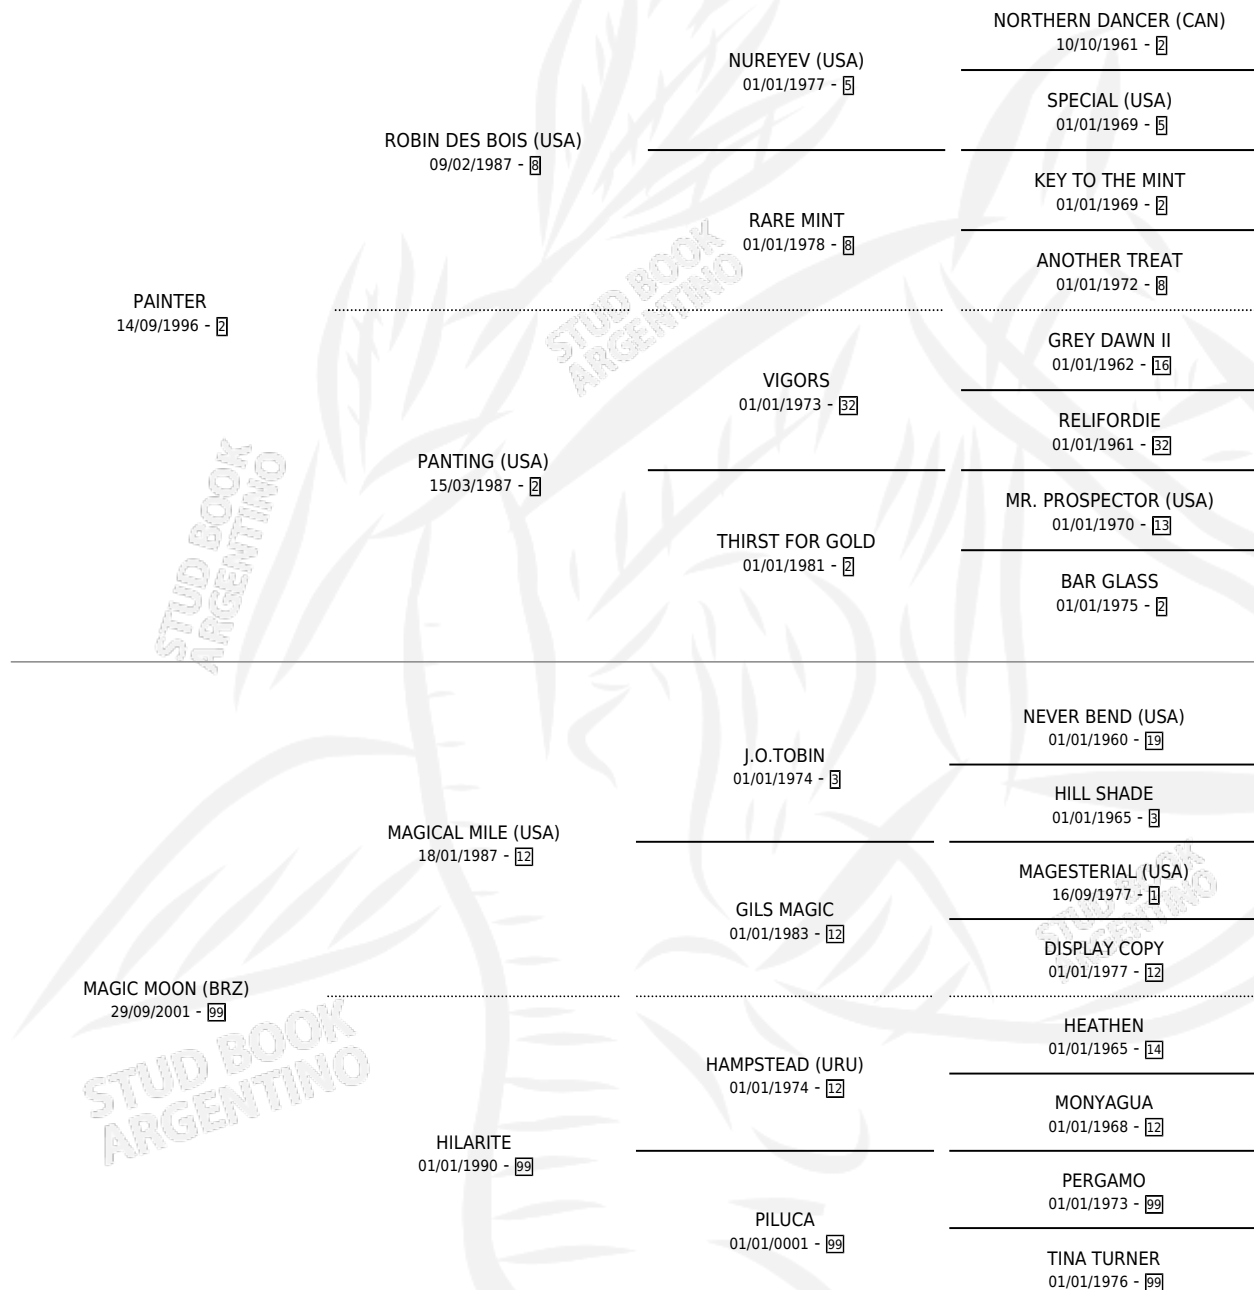 NORTHERN DANCER (CAN)
10/10/1961 - 2
NUREYEV (USA)
01/01/1977 - 5
SPECIAL (USA)
01/01/1969 - 5
ROBIN DES BOIS (USA)
09/02/1987 - 8
KEY TO THE MINT
01/01/1969 - 2
RARE MINT
01/01/1978 - 8
ANOTHER TREAT
01/01/1972 - 8
PAINTER
14/09/1996 - 2
STUD BOOK
ARGENTINO
GREY DAWN II
01/01/1962 - 16
VIGORS
01/01/1973 - 32
RELIFORDIE
01/01/1961 - 32
PANTING (USA)
15/03/1987 - 2
MR. PROSPECTOR (USA)
01/01/1970 - 13
THIRST FOR GOLD
01/01/1981 - 2
BAR GLASS
01/01/1975 - 2
STUD BOOK
ARGENTINO
NEVER BEND (USA)
01/01/1960 - 19
J.O.TOBIN
01/01/1974 - 3
HILL SHADE
01/01/1965 - 3
MAGICAL MILE (USA)
18/01/1987 - 12
MAGESTERIAL (USA)
16/09/1977 - 1
GILS MAGIC
01/01/1983 - 12
STUD BOOK
ARGENTINO
DISPLAY COPY
01/01/1977 - 12
MAGIC MOON (BRZ)
29/09/2001 - 99
STUD BOOK
ARGENTINO
HEATHEN
01/01/1965 - 14
HAMPSTEAD (URU)
01/01/1974 - 12
MONYAGUA
01/01/1968 - 12
HILARITE
01/01/1990 - 99
PERGAMO
01/01/1973 - 99
PILUCA
01/01/0001 - 99
TINA TURNER
01/01/1976 - 99